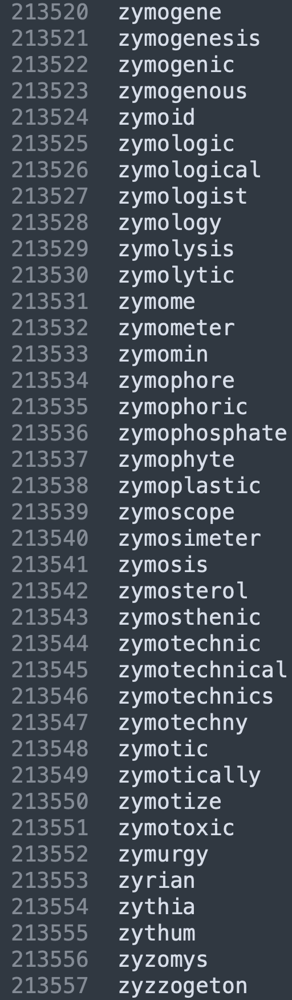 213520 zymogene
213521 zymogenesis
213522 zymogenic
213523 zymogenous
213524 zymoid
213525 zymologic
213526 zymological
213527 zymologist
213528 zymology
213529 zymolysis
213530 zymolytic
213531 zymome
213532 zymometer
213533 zymomin
213534 zymophore
213535 zymophoric
213536 zymophosphate
213537 zymophyte
213538 zymoplastic
213539 zymoscope
213540 zymosimeter
213541 zymosis
213542 zymosterol
213543 zymosthenic
213544 zymotechnic
213545 zymotechnical
213546 zymotechnics
213547 zymotechny
213548 zymotic
213549 zymotically
213550 zymotize
213551 zymotoxic
213552 zymurgy
213553 zyrian
213554 zythia
213555 zythum
213556 zyzomys
213557 zyzzogeton